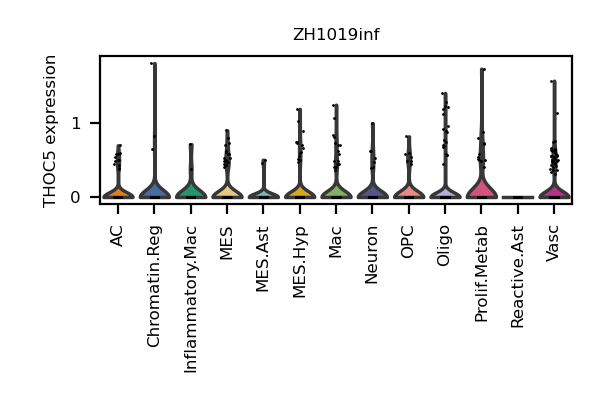 ZH1019inf
THOC5 expression
1
0
AC
Chromatin.Reg
Inflammatory.Mac
MES
MES.Ast
MES.Hyp
Mac
Neuron
OPC
Oligo
Prolif.Metab
Reactive.Ast
Vasc